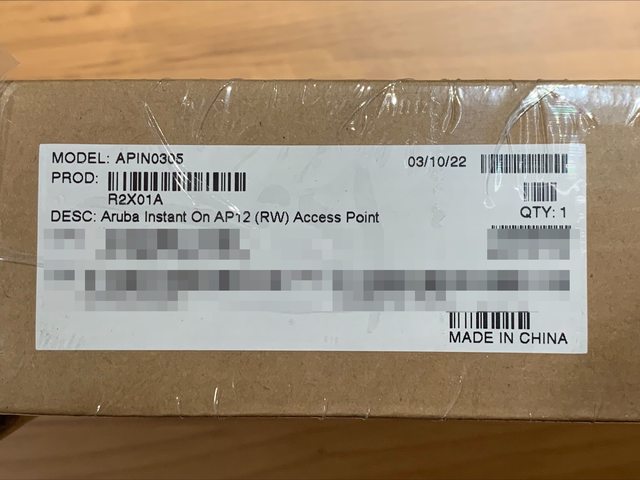 MODEL: APIN0305
03/10/22
PROD:
R2X01A
QTY: 1
DESC: Aruba Instant On AP12 (RW) Access Point
MADE IN CHINA